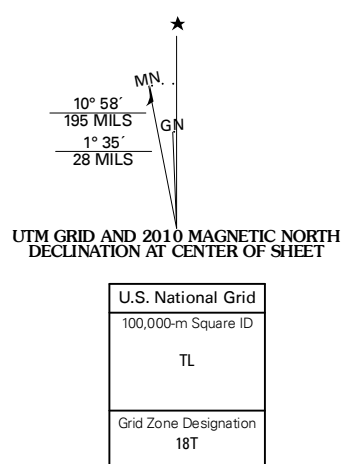 ★
MN
10° 58´
195 MILS
GN
1° 35´
28 MILS
UTM GRID AND 2010 MAGNETIC NORTH
DECLINATION AT CENTER OF SHEET
U.S. National Grid
100,000-m Square ID
TL
Grid Zone Designation
18T